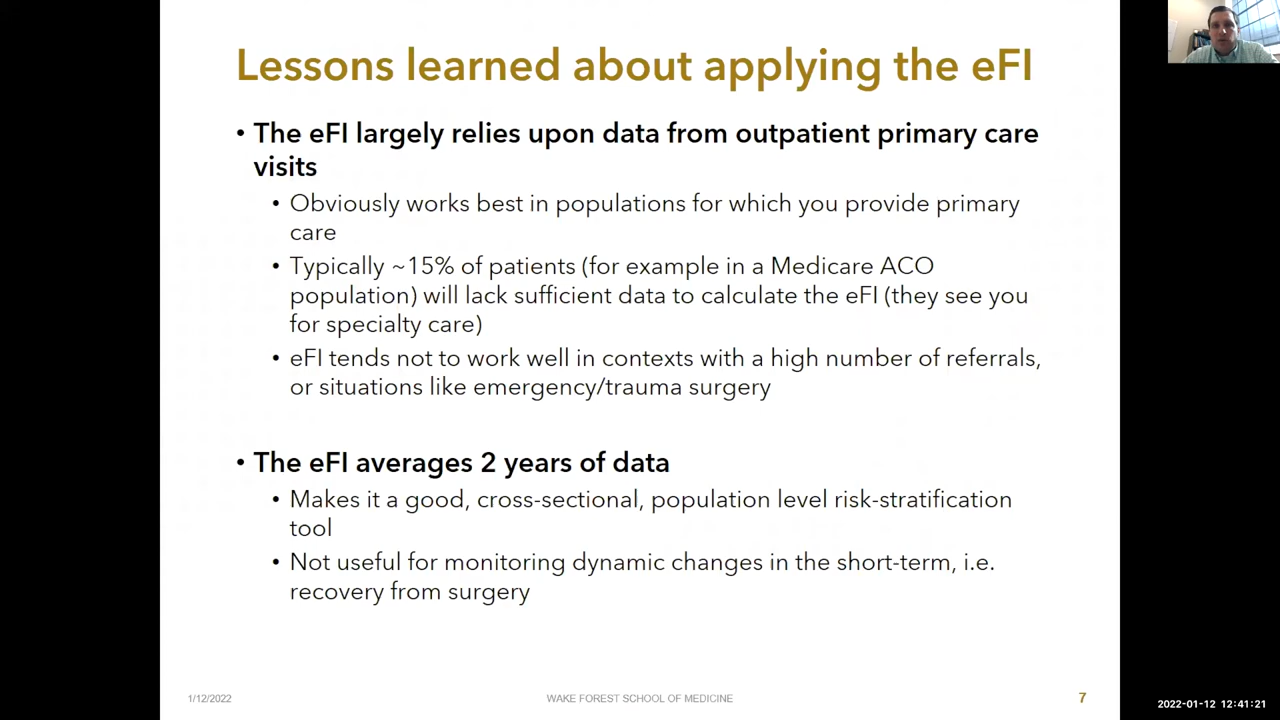 Lessons learned about applying the eFI
• The eFI largely relies upon data from outpatient primary care
visits
• Obviously works best in populations for which you provide primary
care
• Typically ~15% of patients (for example in a Medicare ACO
population) will lack sufficient data to calculate the eFI (they see you
for specialty care)
• eFI tends not to work well in contexts with a high number of referrals,
or situations like emergency/trauma surgery
• The eFI averages 2 years of data
• Makes it a good, cross-sectional, population level risk-stratification
tool
• Not useful for monitoring dynamic changes in the short-term, i.e.
recovery from surgery
1/12/2022
WAKE FOREST SCHOOL OF MEDICINE
7
2022-01-12 12:41:21